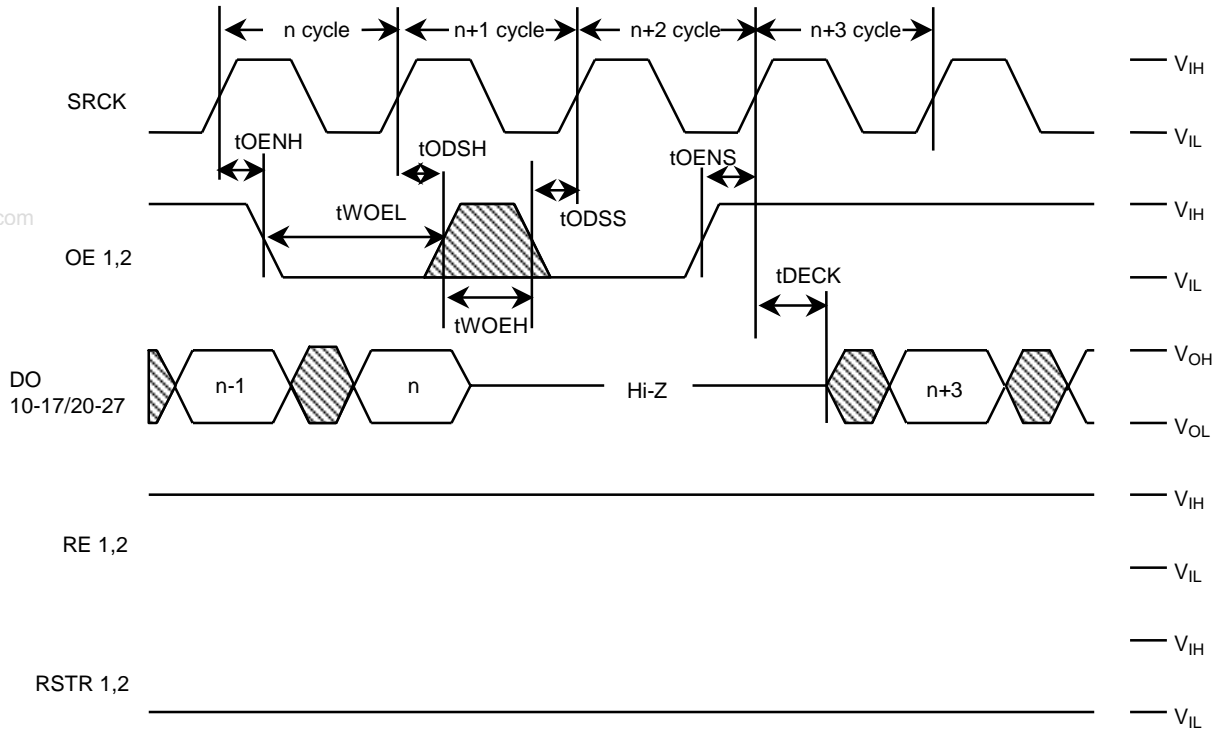 n cycle n+1 cycle n+2 cycle n+3 cycle
SRCK
VIH
VIL
tOENH tODSH tOENS
com
OE 1,2
tWOEL
tODSS
VIH
VIL
tWOEH
tDECK
DO
10-17/20-27
n-1 n Hi-Z n+3
VOH
VOL
RE 1,2
VIH
VIL
RSTR 1,2
VIH
VIL